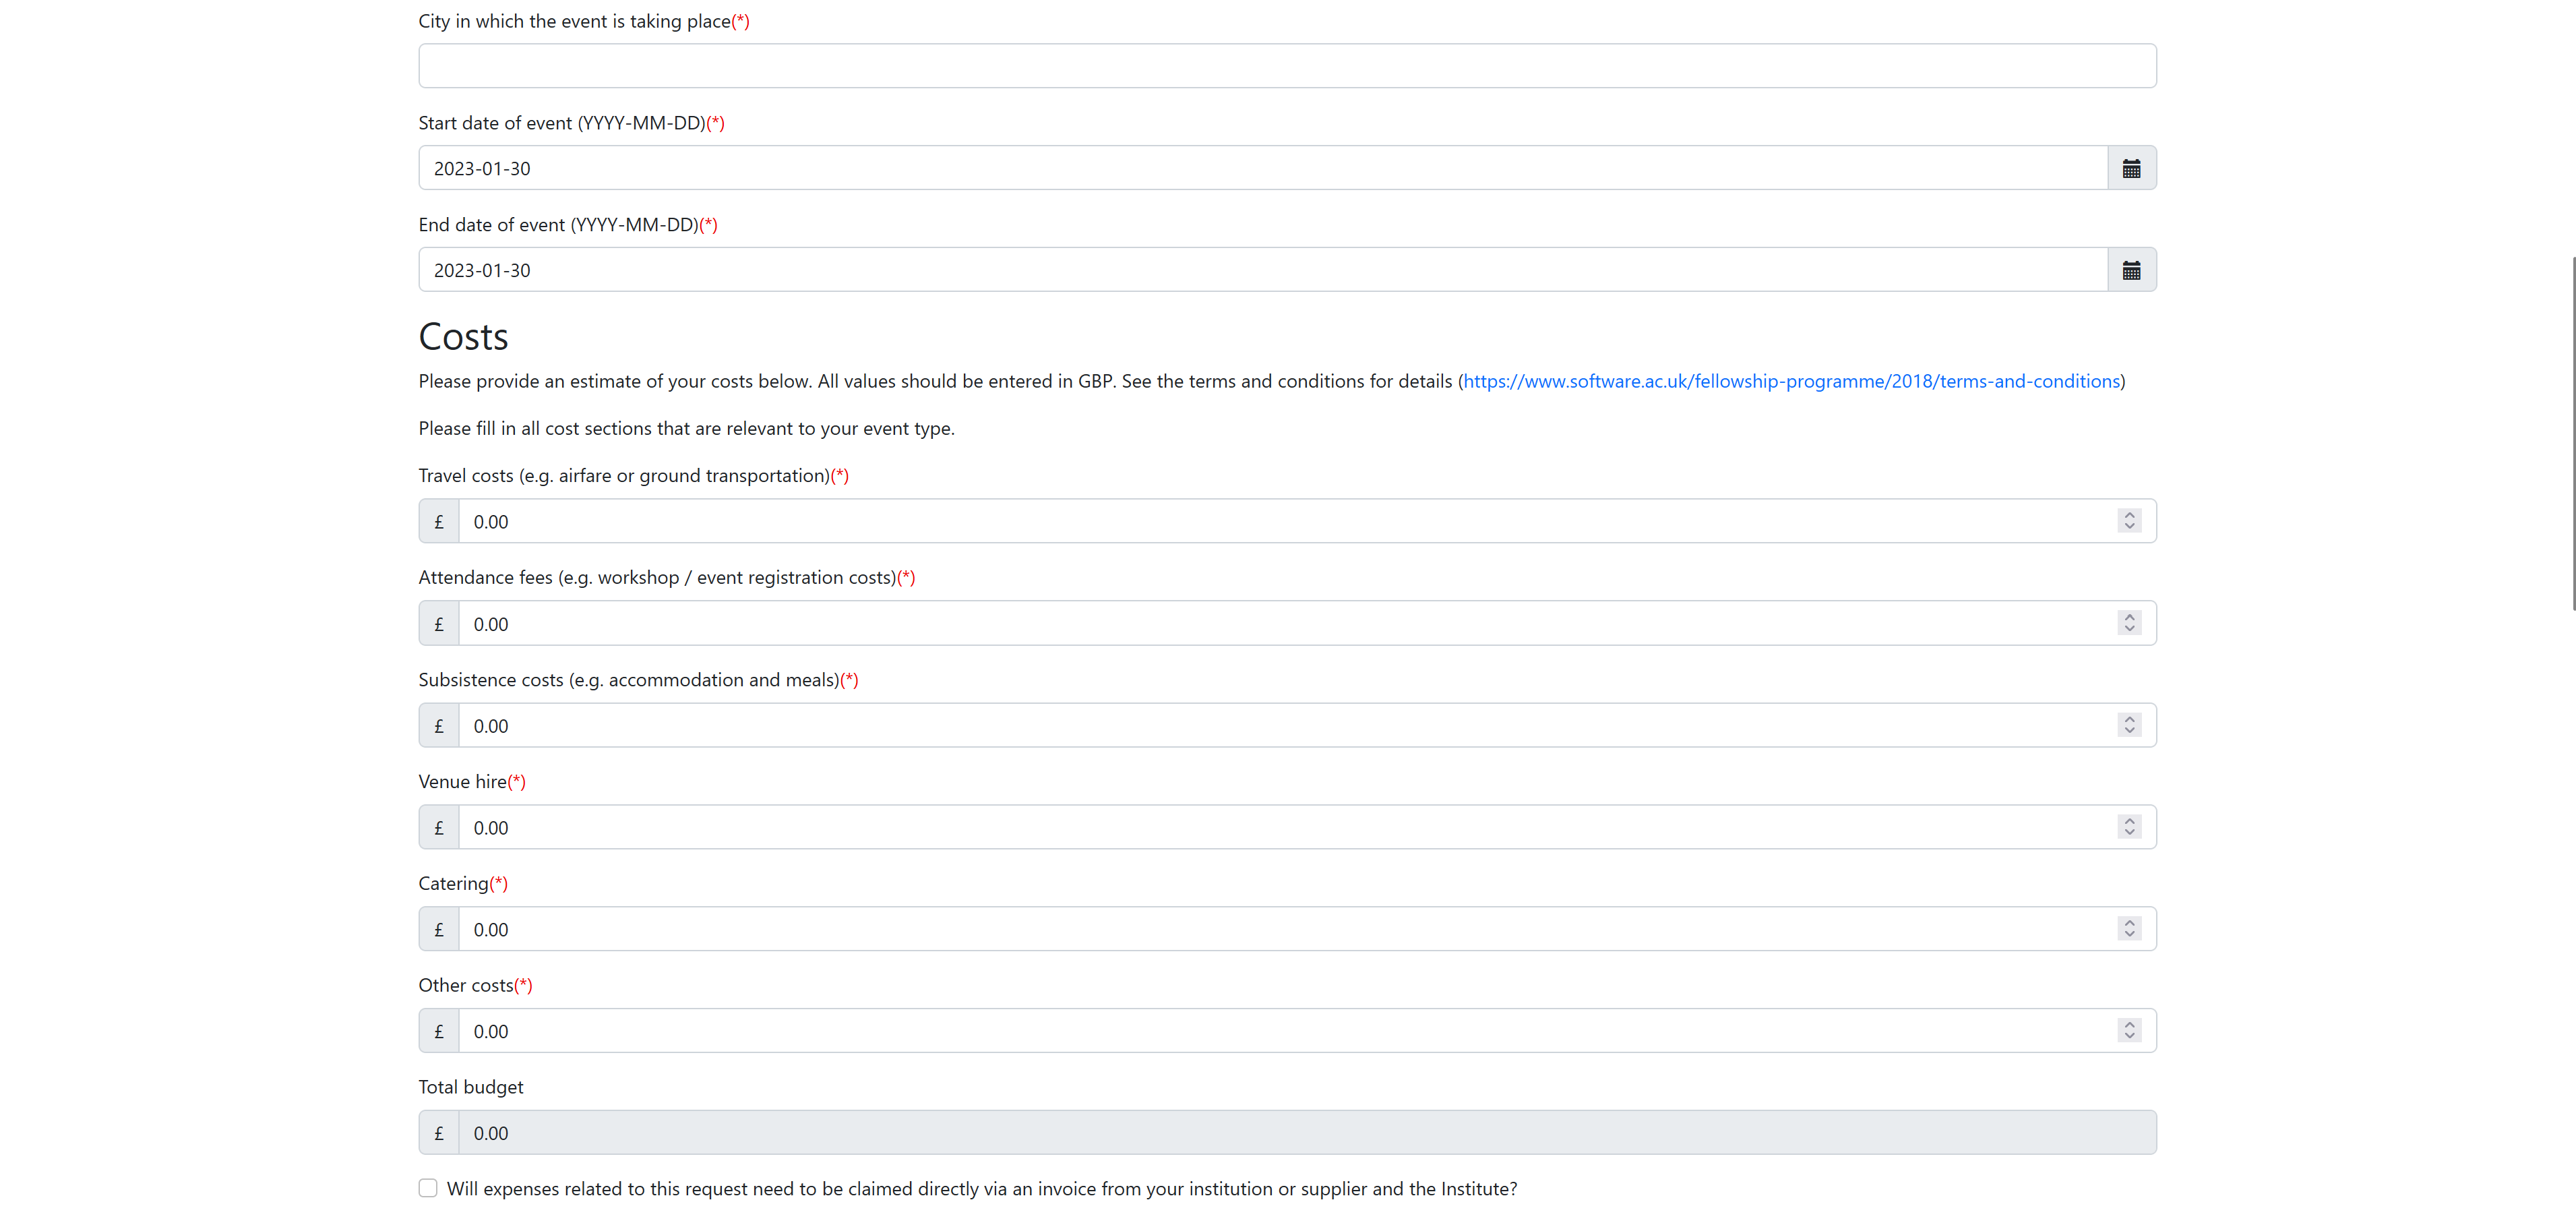 City in which the event is taking place(*)
Start date of event (YYYY-MM-DD)(*)
2023-01-30
End date of event (YYYY-MM-DD)(*)
2023-01-30
Costs
Please provide an estimate of your costs below. All values should be entered in GBP. See the terms and conditions for details (https://www.software.ac.uk/fellowship-programme/2018/terms-and-conditions)
Please fill in all cost sections that are relevant to your event type.
Travel costs (e.g. airfare or ground transportation)(*)
£ 0.00
Attendance fees (e.g. workshop / event registration costs)(*)
£ 0.00
Subsistence costs (e.g. accommodation and meals)(*)
£ 0.00
Venue hire(*)
£ 0.00
Catering(*)
£ 0.00
Other costs(*)
£ 0.00
Total budget
£ 0.00
Will expenses related to this request need to be claimed directly via an invoice from your institution or supplier and the Institute?